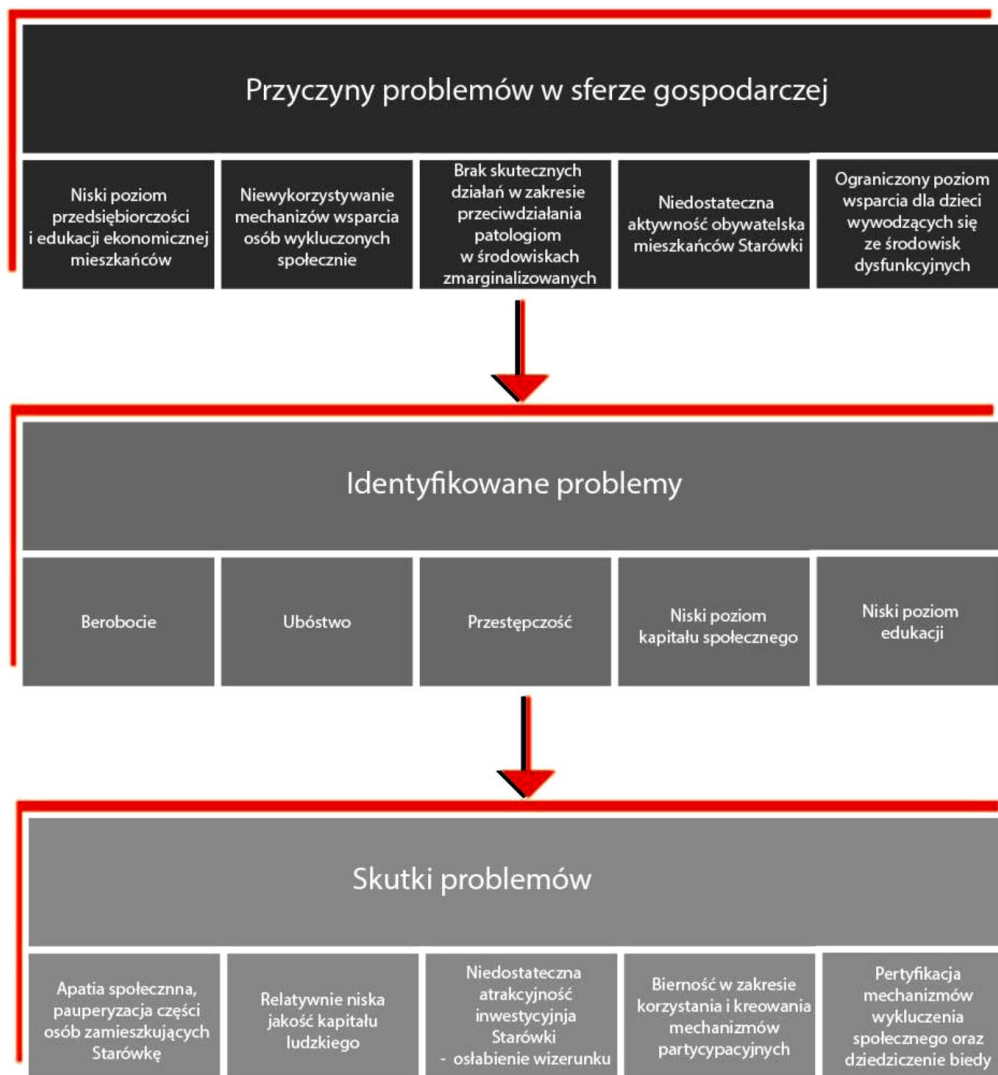 Przyczyny problemów w sferze gospodarczej
Niski poziom
przedsiębiorczości
i edukacji ekonomicznej
mieszkańców
Niewykorzystywanie
mechanizów wsparcia
osób wykluczonych
społecznie
Brak skutecznych
działań w zakresie
przeciwdziałania
patologiom
w środowiskach
zmarginalizowanych
Niedostateczna
aktywność obywatelska
mieszkańców Starówki
Ograniczony poziom
wsparcia dla dzieci
wywodzących się
ze środowisk
dysfunkcyjnych
Identyfikowane problemy
Berobocie
Ubóstwo
Przestępczość
Niski poziom
kapitału społecznego
Niski poziom
edukacji
Skutki problemów
Apatia społecznna,
pauperyzacja części
osób zamieszkujących
Starówkę
Relatywnie niska
jakość kapitału
ludzkiego
Niedostateczna
atrakcyjność
inwestycyjnja
Starówki
- osłabienie wizerunku
Bierność w zakresie
korzystania i kreowania
mechanizmów
partycypacyjnych
Pertyfikacja
mechanizmów
wykluczenia
społecznego oraz
dziedziczenie biedy